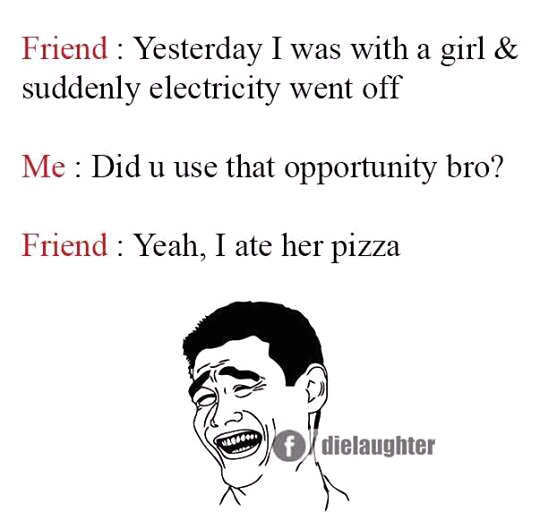 Friend : Yesterday I was with a girl &
suddenly electricity went off
Me : Did u use that opportunity bro?
Friend : Yeah, I ate her pizza
f dielaughter